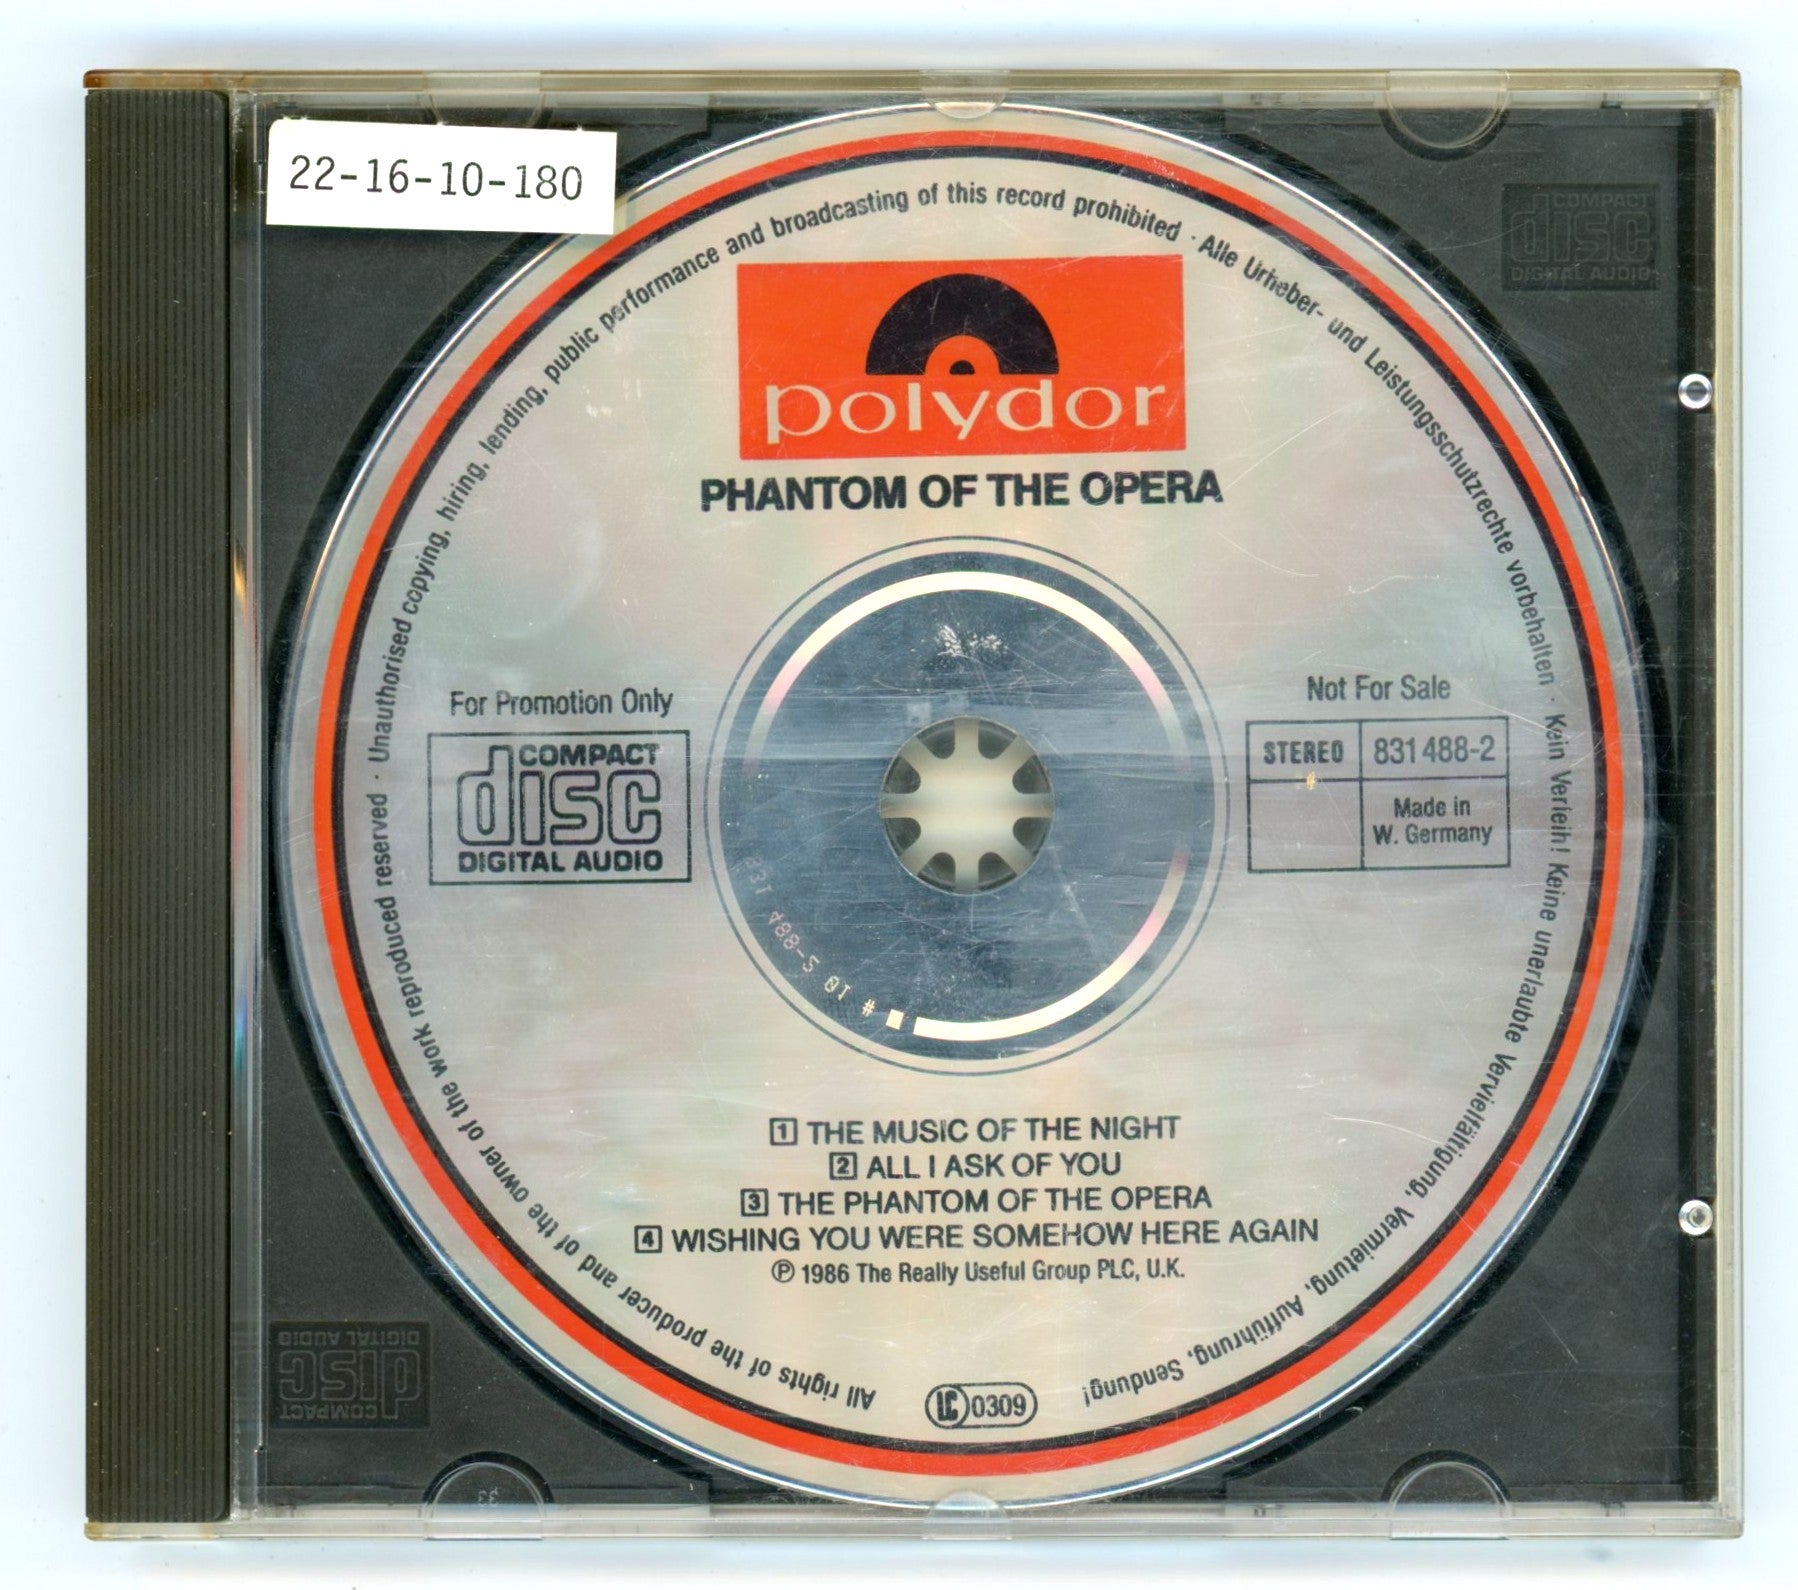 22-16-10-180
COMPACT
disc
DIGITAL AUDIO
All rights of the producer and of the owner of the work reproduced reserved · Unauthorised copying, hiring, lending, public performance and broadcasting of this record prohibited · Alle Urheber- und Leistungsschutzrechte vorbehalten · Kein Verleih! Keine unerlaubte Vervielfältigung, Vermietung, Aufführung, Sendung!
polydor
PHANTOM OF THE OPERA
For Promotion Only
COMPACT
disc
DIGITAL AUDIO
Not For Sale
STEREO 831 488-2
Made in
W. Germany
1 THE MUSIC OF THE NIGHT
2 ALL I ASK OF YOU
3 THE PHANTOM OF THE OPERA
4 WISHING YOU WERE SOMEHOW HERE AGAIN
℗ 1986 The Really Useful Group PLC, U.K.
LC 0309
COMPACT
disc
DIGITAL AUDIO